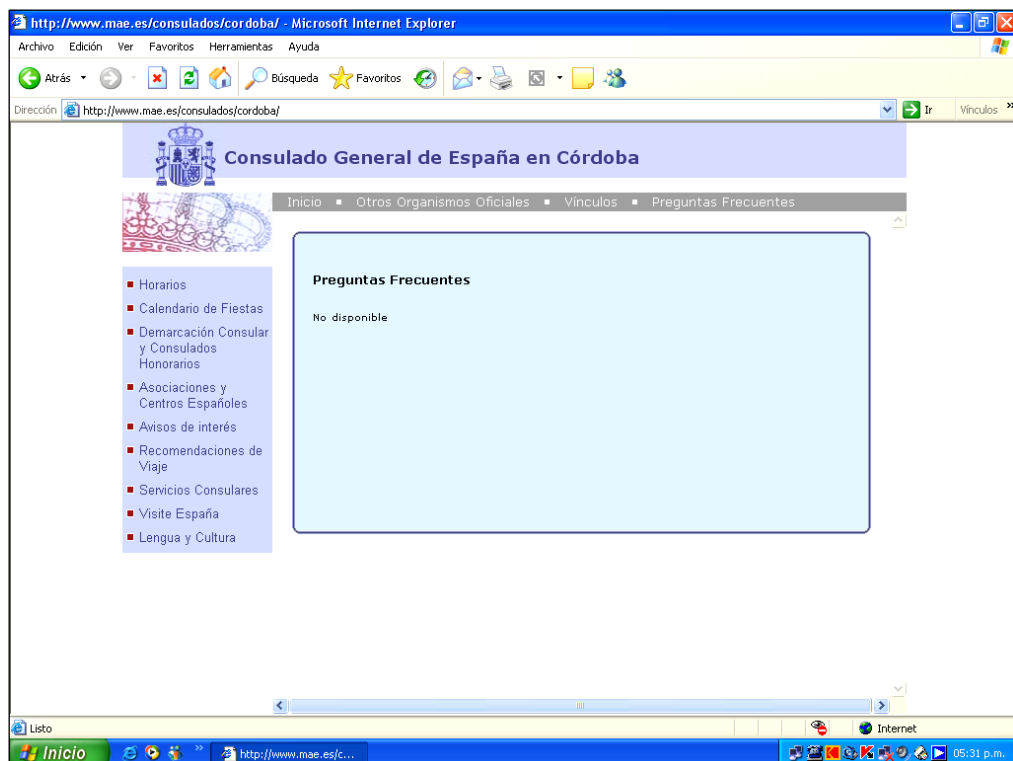 http://www.mae.es/consulados/cordoba/ - Microsoft Internet Explorer
Archivo Edición Ver Favoritos Herramientas Ayuda
Atrás Búsqueda Favoritos
Dirección http://www.mae.es/consulados/cordoba/ Ir Vínculos »
Consulado General de España en Córdoba
Inicio ▪ Otros Organismos Oficiales ▪ Vínculos ▪ Preguntas Frecuentes
Preguntas Frecuentes
No disponible
Horarios
Calendario de Fiestas
Demarcación Consular
y Consulados
Honorarios
Asociaciones y
Centros Españoles
Avisos de interés
Recomendaciones de
Viaje
Servicios Consulares
Visite España
Lengua y Cultura
Listo Internet
Inicio » http://www.mae.es/c... 05:31 p.m.